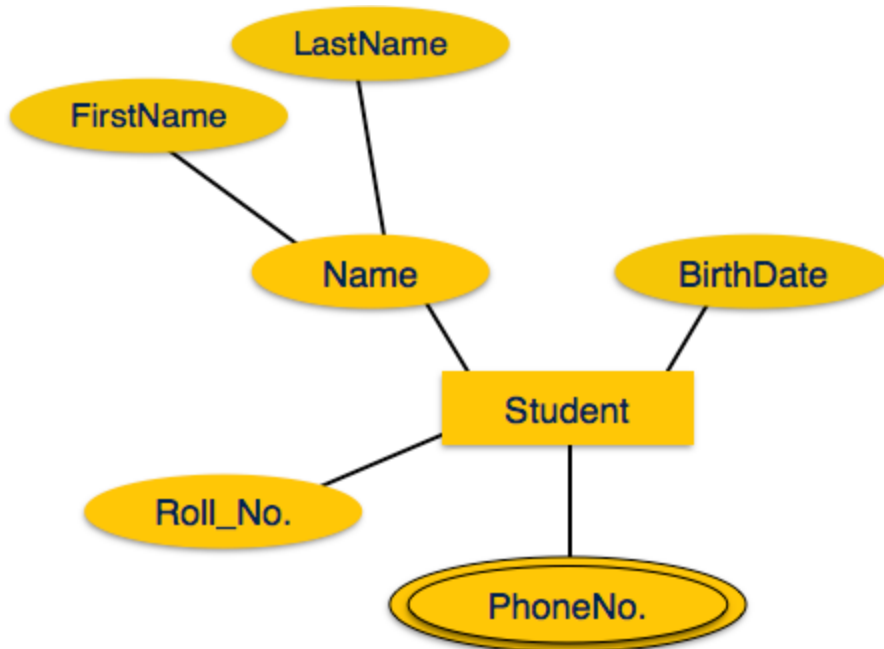 LastName
FirstName
Name
BirthDate
Student
Roll_No.
PhoneNo.